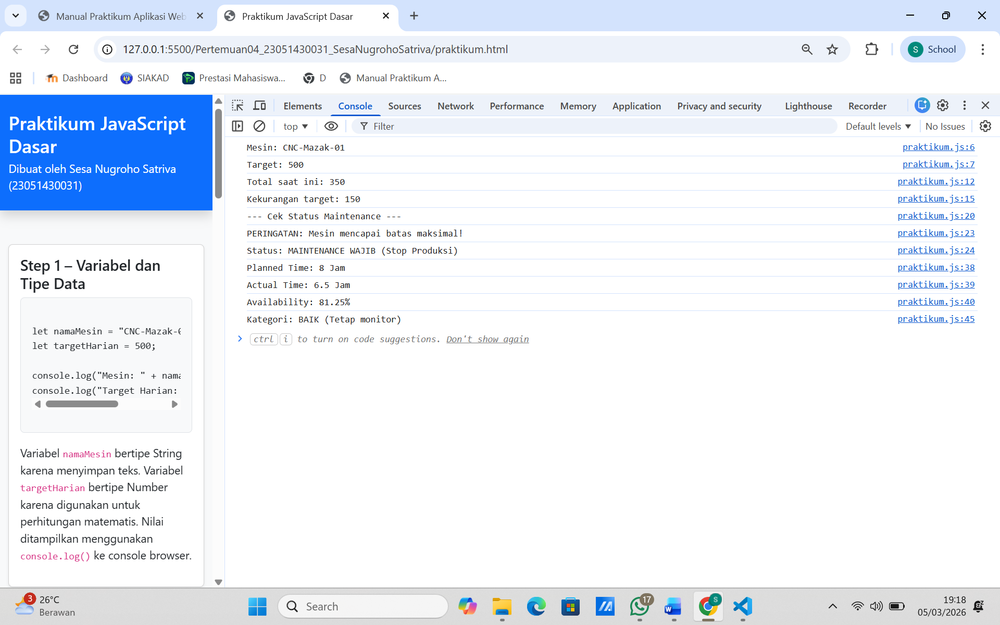 Manual Praktikum Aplikasi Web
Praktikum JavaScript Dasar
127.0.0.1:5500/Pertemuan04_23051430031_SesaNugrohoSatriva/praktikum.html
S School
Dashboard
SIAKAD
Prestasi Mahasiswa...
D
Manual Praktikum A...
Praktikum JavaScript
Dasar
Dibuat oleh Sesa Nugroho Satriva
(23051430031)
Step 1 – Variabel dan
Tipe Data
let namaMesin = "CNC-Mazak-0
let targetHarian = 500;
console.log("Mesin: " + nama
console.log("Target Harian:
Variabel namaMesin bertipe String
karena menyimpan teks. Variabel
targetHarian bertipe Number
karena digunakan untuk
perhitungan matematis. Nilai
ditampilkan menggunakan
console.log() ke console browser.
Elements Console Sources Network Performance Memory Application Privacy and security Lighthouse Recorder
top Filter Default levels No Issues
Mesin: CNC-Mazak-01 praktikum.js:6
Target: 500 praktikum.js:7
Total saat ini: 350 praktikum.js:12
Kekurangan target: 150 praktikum.js:15
--- Cek Status Maintenance --- praktikum.js:20
PERINGATAN: Mesin mencapai batas maksimal! praktikum.js:23
Status: MAINTENANCE WAJIB (Stop Produksi) praktikum.js:24
Planned Time: 8 Jam praktikum.js:38
Actual Time: 6.5 Jam praktikum.js:39
Availability: 81.25% praktikum.js:40
Kategori: BAIK (Tetap monitor) praktikum.js:45
ctrl i to turn on code suggestions. Don't show again
3
26°C
Berawan
Search
17
S
19:18
05/03/2026